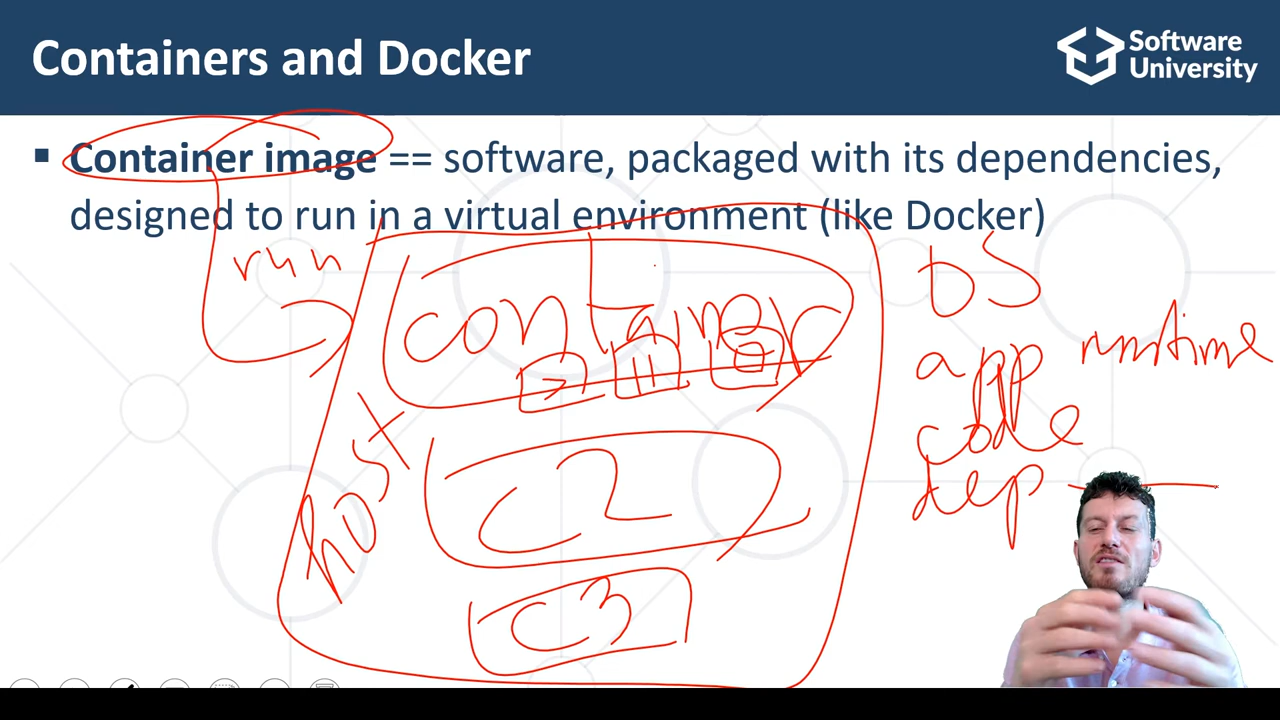 Containers and Docker
Software
University
▪ Container image == software, packaged with its dependencies,
designed to run in a virtual environment (like Docker)
run
container
OS
app runtime
code
dep
host
C2
C3